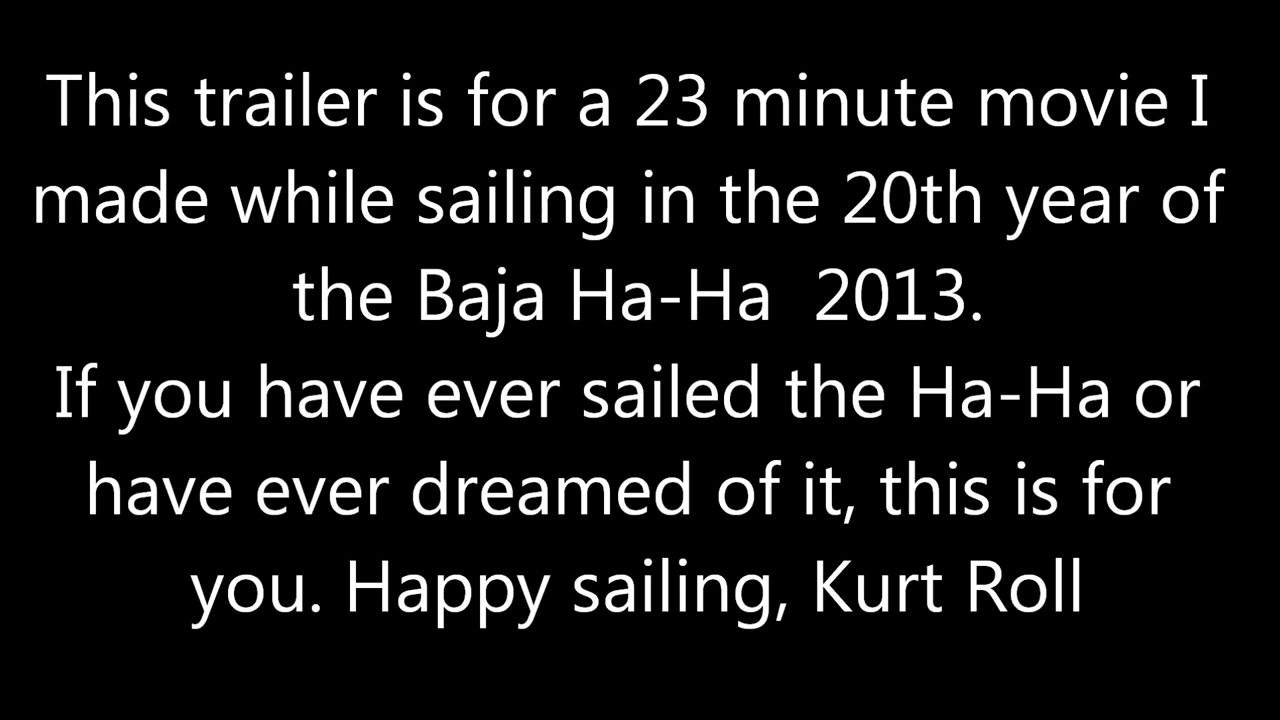 This trailer is for a 23 minute movie I
made while sailing in the 20th year of
the Baja Ha-Ha  2013.
If you have ever sailed the Ha-Ha or
have ever dreamed of it, this is for
you. Happy sailing, Kurt Roll